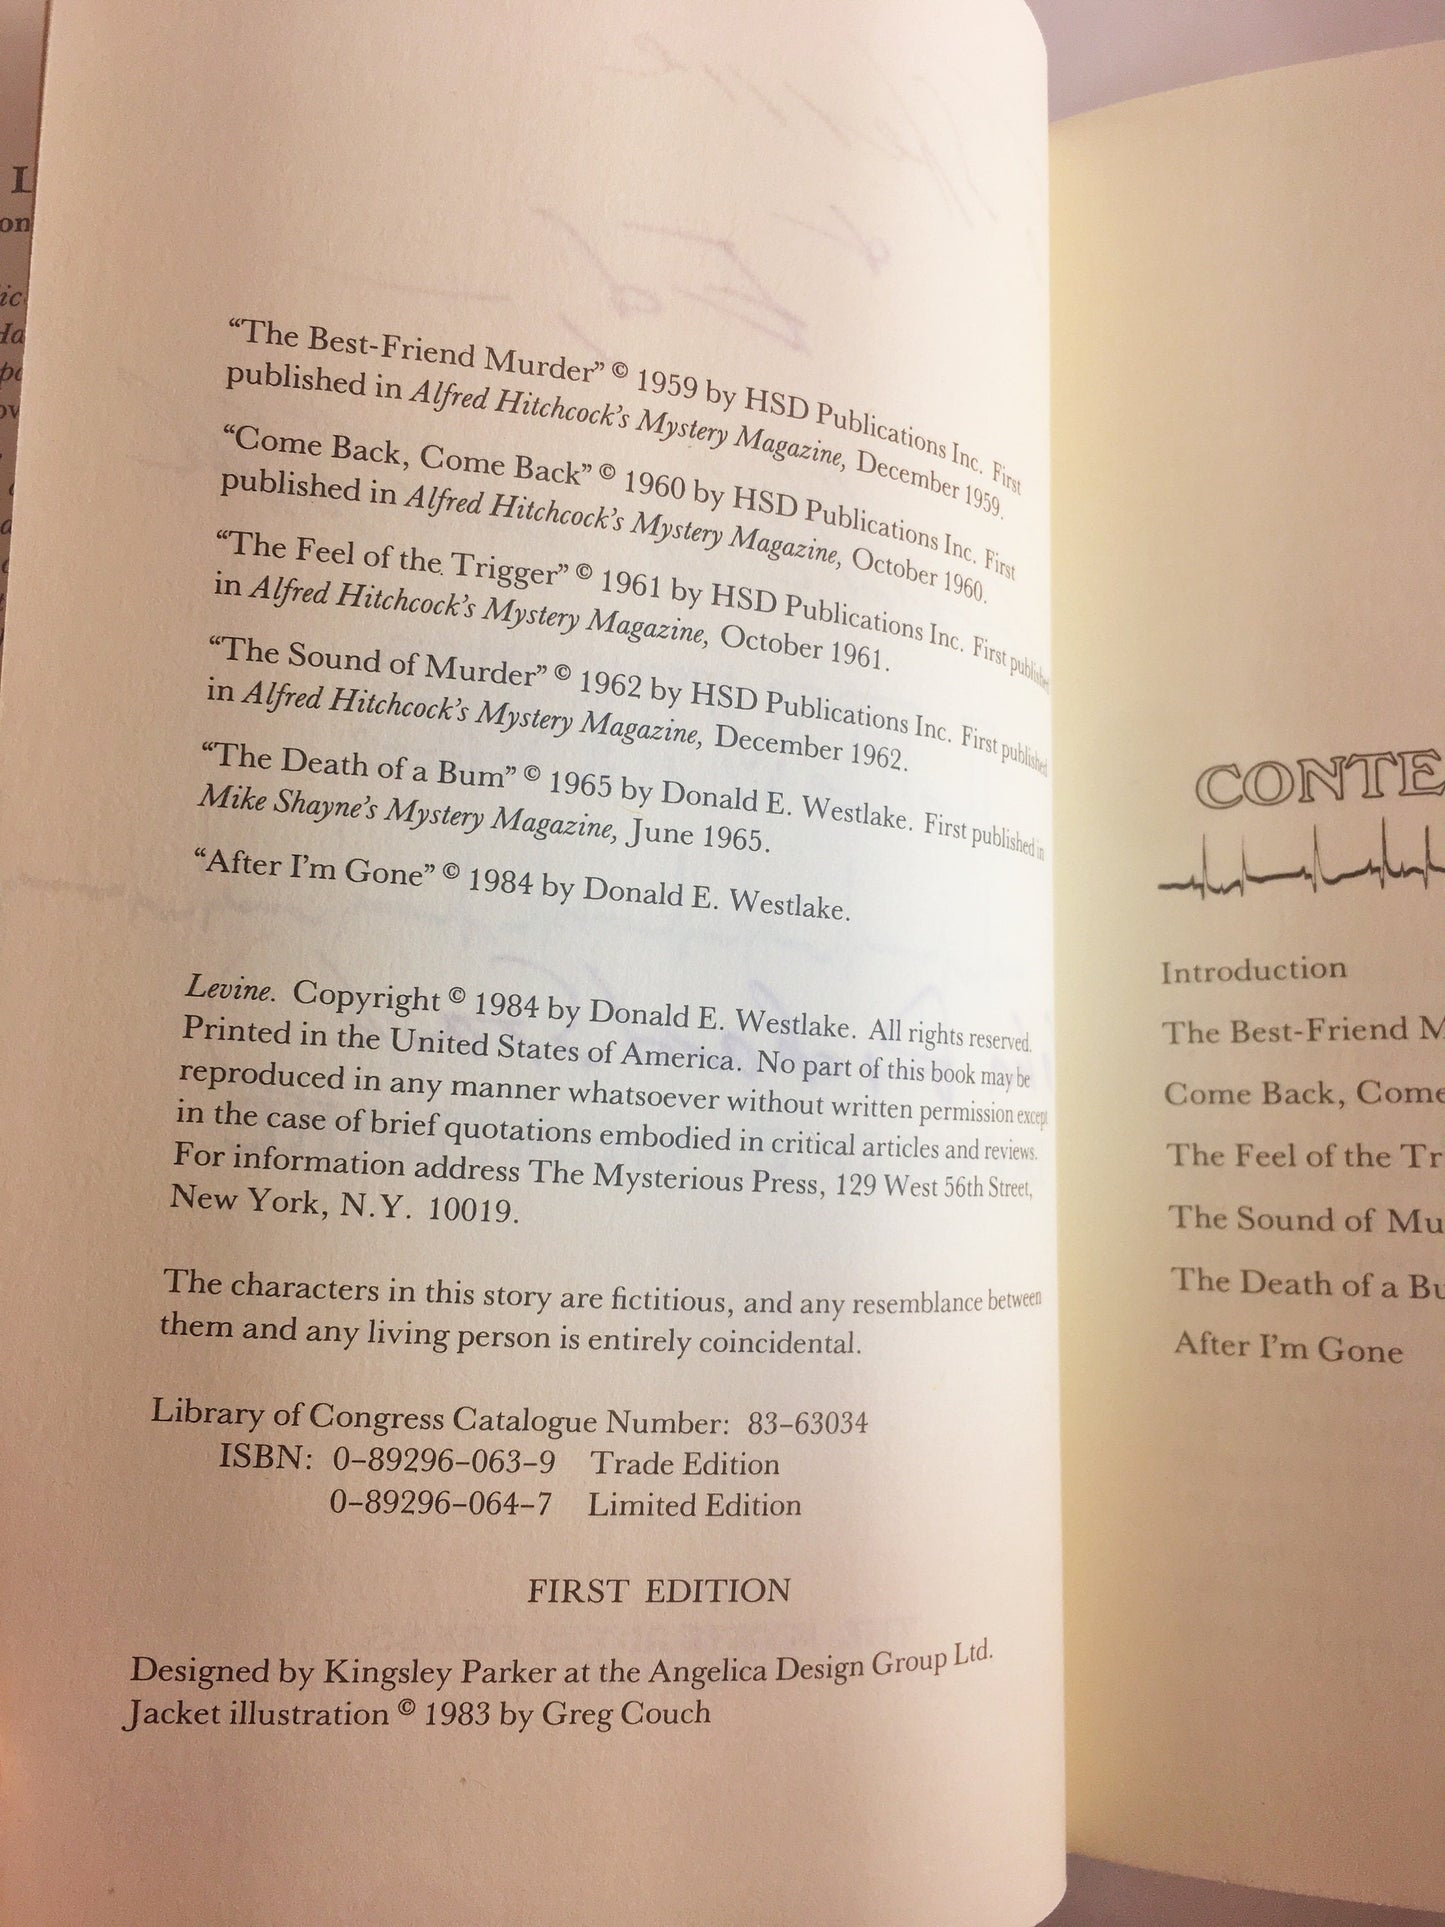 "The Best-Friend Murder" © 1959 by HSD Publications Inc. First
published in Alfred Hitchcock's Mystery Magazine, December 1959.
"Come Back, Come Back" © 1960 by HSD Publications Inc. First
published in Alfred Hitchcock's Mystery Magazine, October 1960.
"The Feel of the Trigger" © 1961 by HSD Publications Inc. First published
in Alfred Hitchcock's Mystery Magazine, October 1961.
"The Sound of Murder" © 1962 by HSD Publications Inc. First published
in Alfred Hitchcock's Mystery Magazine, December 1962.
"The Death of a Bum" © 1965 by Donald E. Westlake. First published in
Mike Shayne's Mystery Magazine, June 1965.
"After I'm Gone" © 1984 by Donald E. Westlake.
Levine. Copyright © 1984 by Donald E. Westlake. All rights reserved.
Printed in the United States of America. No part of this book may be
reproduced in any manner whatsoever without written permission except
in the case of brief quotations embodied in critical articles and reviews.
For information address The Mysterious Press, 129 West 56th Street,
New York, N.Y. 10019.
The characters in this story are fictitious, and any resemblance between
them and any living person is entirely coincidental.
Library of Congress Catalogue Number: 83-63034
ISBN: 0-89296-063-9 Trade Edition
0-89296-064-7 Limited Edition
FIRST EDITION
Designed by Kingsley Parker at the Angelica Design Group Ltd.
Jacket illustration © 1983 by Greg Couch
CONTE
Introduction
The Best-Friend M
Come Back, Come
The Feel of the Tr
The Sound of Mu
The Death of a Bu
After I'm Gone